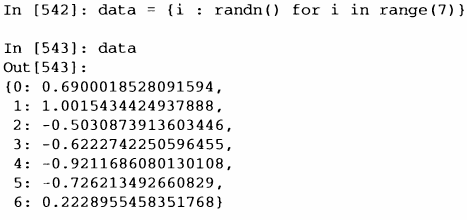 In [542]: data = {i : randn() for i in range(7)}
In [543]: data
Out[543]:
{0: 0.6900018528091594,
1: 1.0015434424937888,
2: -0.5030873913603446,
3: -0.6222742250596455,
4: -0.9211686080130108,
5: -0.726213492660829,
6: 0.2228955458351768}